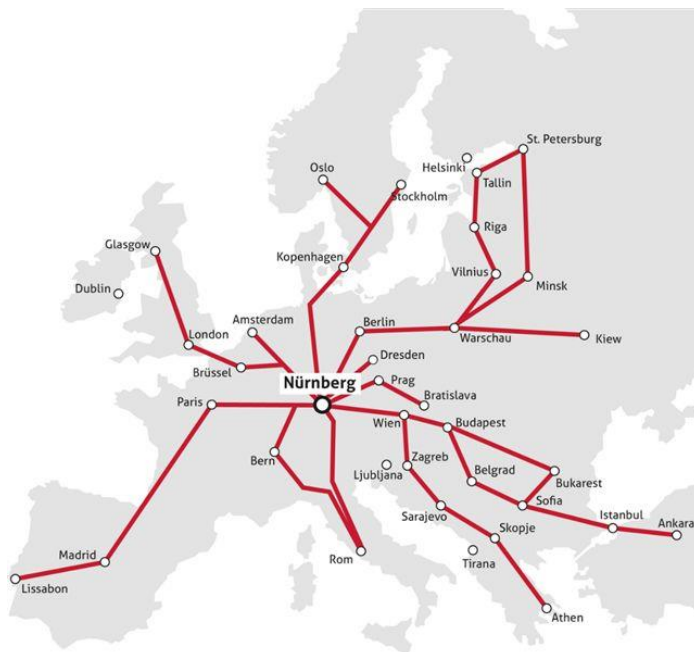 St. Petersburg
Helsinki
Oslo
Tallin
Stockholm
Riga
Glasgow
Kopenhagen
Vilnius
Minsk
Dublin
Amsterdam
Berlin
London
Warschau
Kiew
Dresden
Brüssel
Nürnberg
Prag
Bratislava
Paris
Wien
Budapest
Bern
Zagreb
Ljubljana
Belgrad
Bukarest
Sofia
Sarajevo
Istanbul
Skopje
Ankara
Madrid
Rom
Tirana
Lissabon
Athen